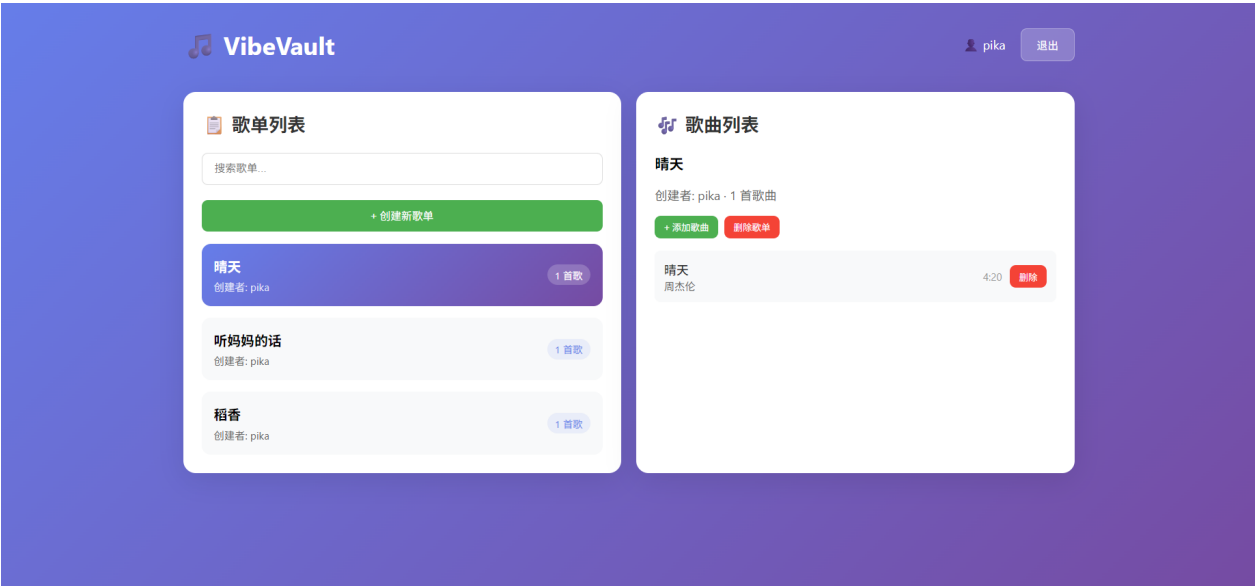 VibeVault
pika
退出
歌单列表
搜索歌单...
+ 创建新歌单
晴天
创建者: pika
1 首歌
听妈妈的话
创建者: pika
1 首歌
稻香
创建者: pika
1 首歌
歌曲列表
晴天
创建者: pika · 1 首歌曲
+ 添加歌曲
删除歌单
晴天
周杰伦
4:20
删除